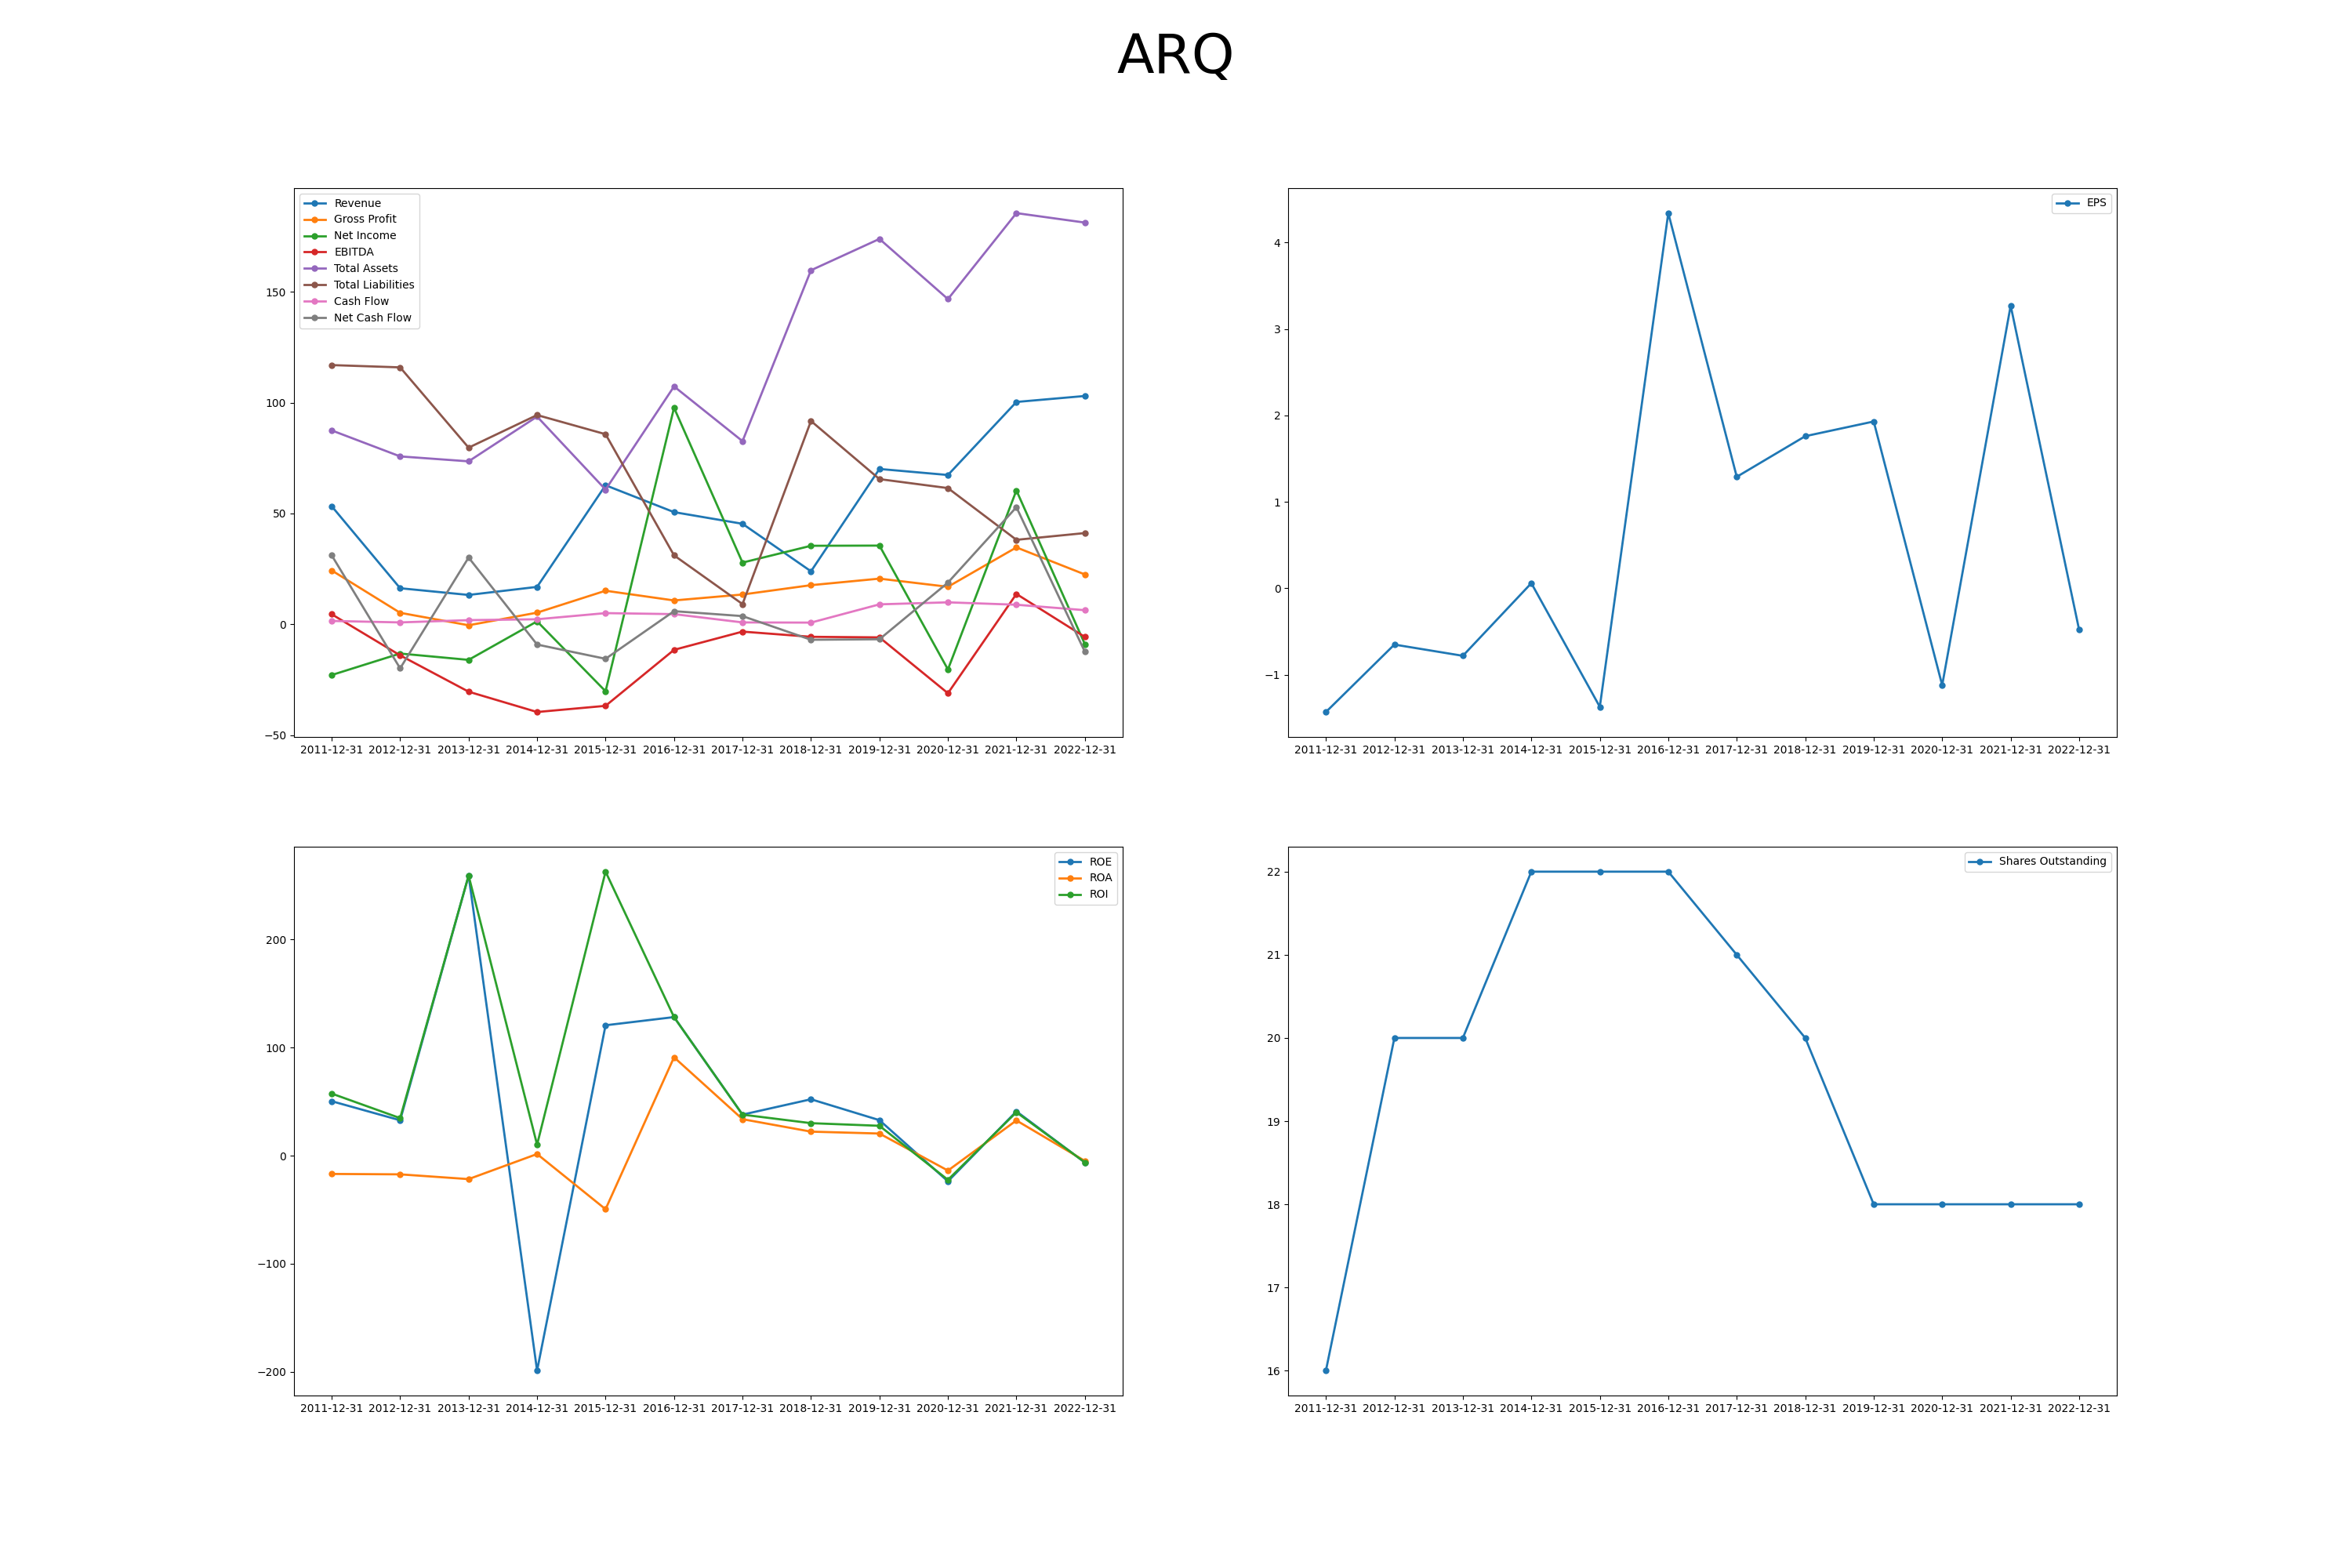 ARQ
Revenue
Gross Profit
Net Income
EBITDA
Total Assets
Total Liabilities
Cash Flow
Net Cash Flow
150
100
50
0
−50
2011-12-31 2012-12-31 2013-12-31 2014-12-31 2015-12-31 2016-12-31 2017-12-31 2018-12-31 2019-12-31 2020-12-31 2021-12-31 2022-12-31
EPS
4
3
2
1
0
−1
2011-12-31 2012-12-31 2013-12-31 2014-12-31 2015-12-31 2016-12-31 2017-12-31 2018-12-31 2019-12-31 2020-12-31 2021-12-31 2022-12-31
ROE
ROA
ROI
200
100
0
−100
−200
2011-12-31 2012-12-31 2013-12-31 2014-12-31 2015-12-31 2016-12-31 2017-12-31 2018-12-31 2019-12-31 2020-12-31 2021-12-31 2022-12-31
Shares Outstanding
22
21
20
19
18
17
16
2011-12-31 2012-12-31 2013-12-31 2014-12-31 2015-12-31 2016-12-31 2017-12-31 2018-12-31 2019-12-31 2020-12-31 2021-12-31 2022-12-31